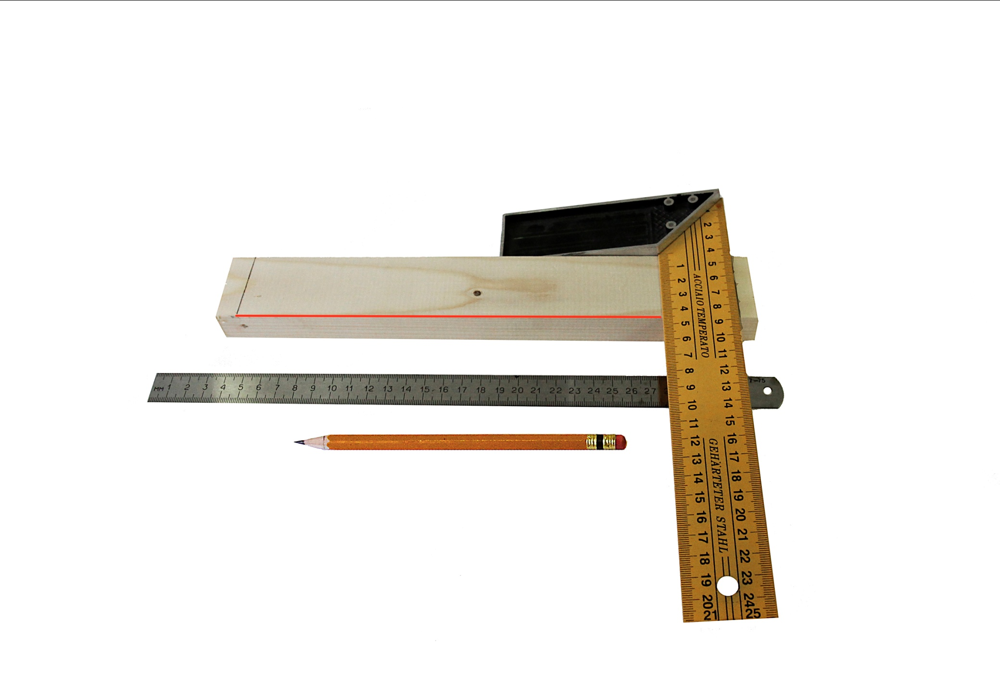 2 3 4 5 6 7 8 9 10 11 12 13 14 15 16 17 18 19 20 21 22 23 24 25
ACCIAIO TEMPERATO
GEHÄRTETER STAHL
1 2 3 4 5 6 7 8 9 10 11 12 13 14 15 16 17 18 19 20 21
MM 1 2 3 4 5 6 7 8 9 10 11 12 13 14 15 16 17 18 19 20 21 22 23 24 25 26 27